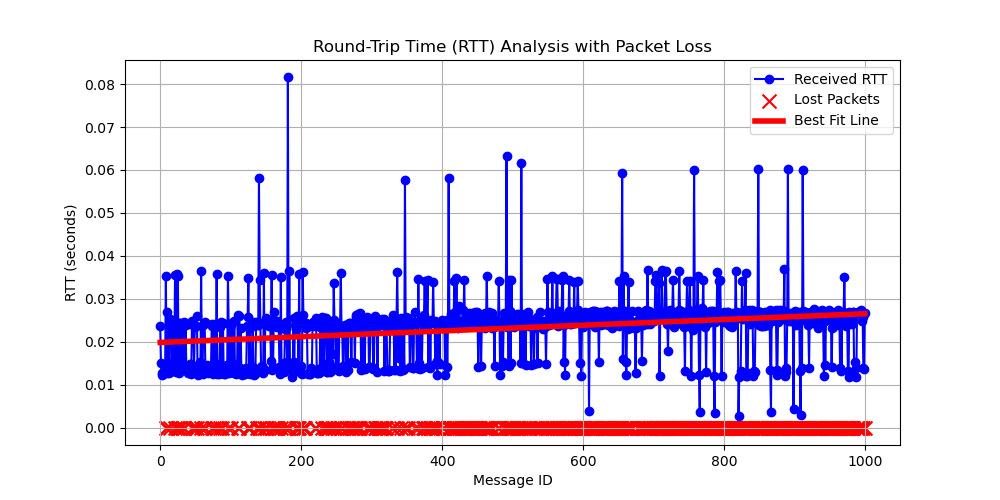 Round-Trip Time (RTT) Analysis with Packet Loss
Received RTT
Lost Packets
Best Fit Line
RTT (seconds)
0.08
0.07
0.06
0.05
0.04
0.03
0.02
0.01
0.00
0 200 400 600 800 1000
Message ID